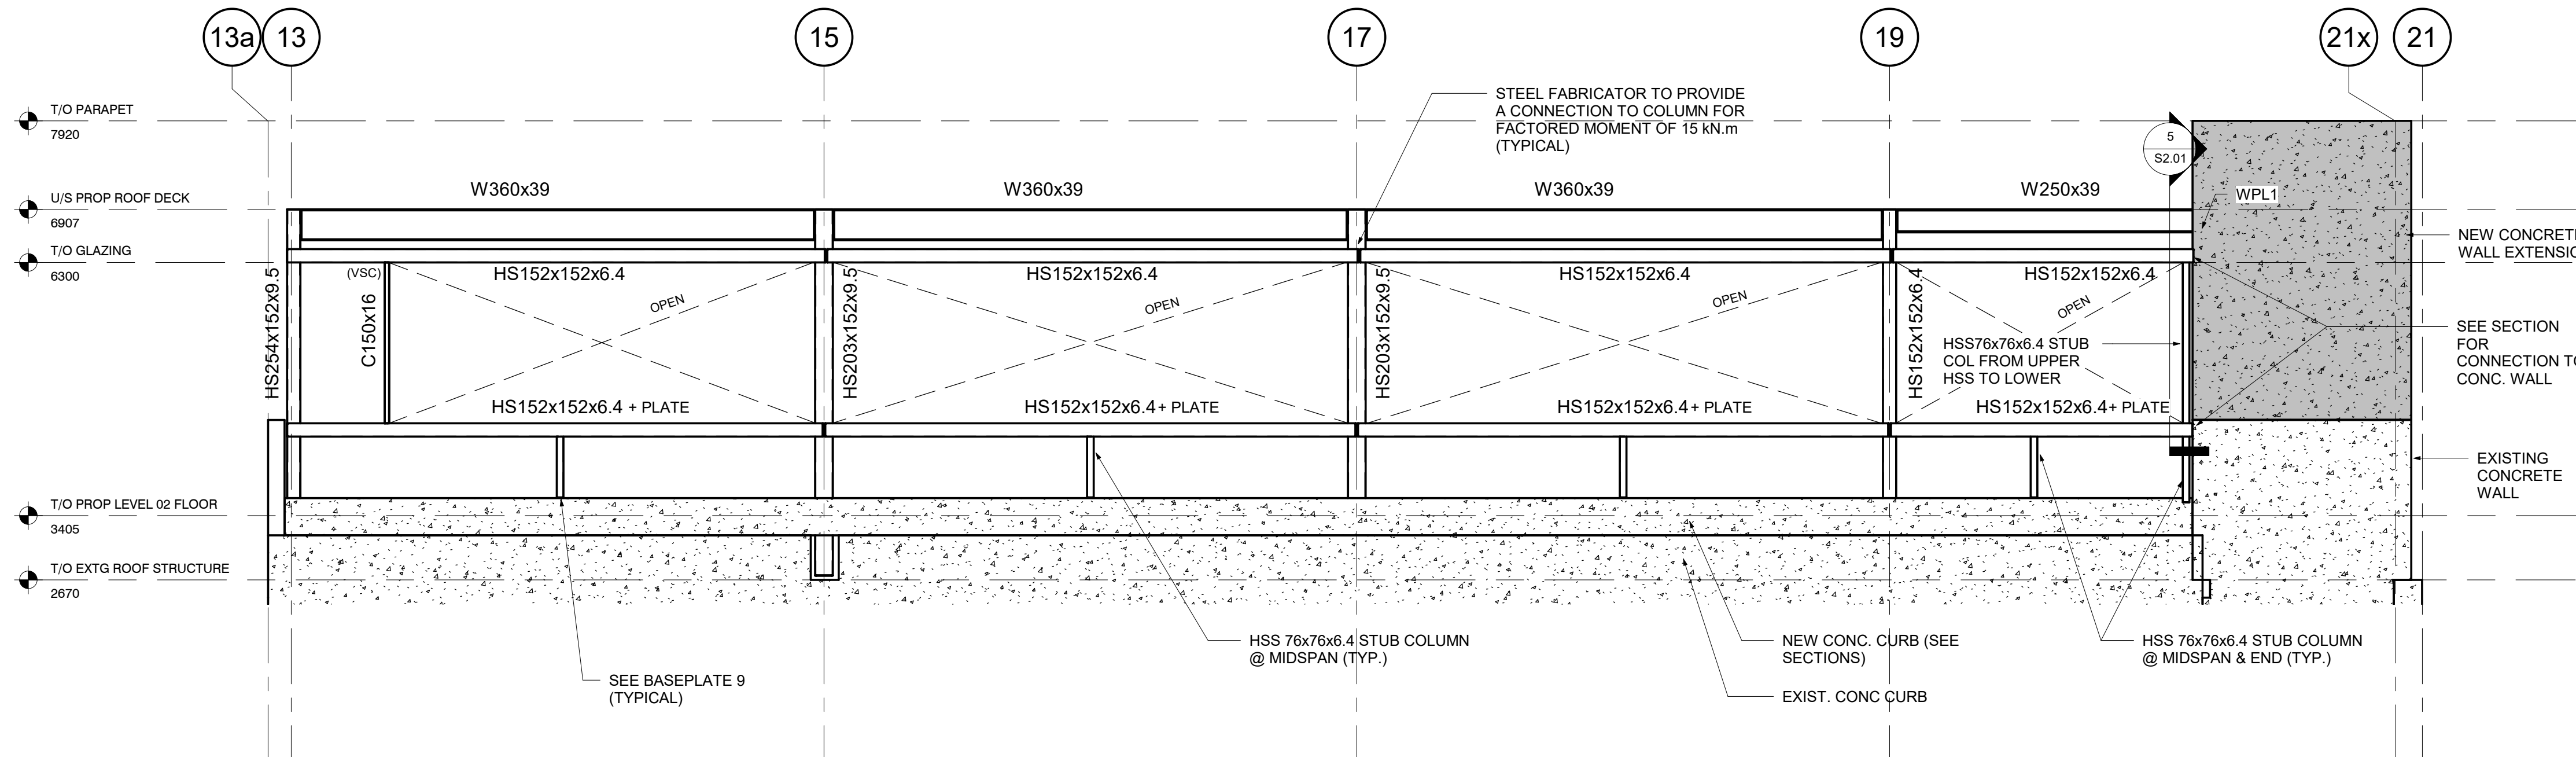 13a 13 15 17 19 21x 21
T/O PARAPET
7920
U/S PROP ROOF DECK
6907
T/O GLAZING
6300
T/O PROP LEVEL 02 FLOOR
3405
T/O EXTG ROOF STRUCTURE
2670
STEEL FABRICATOR TO PROVIDE
A CONNECTION TO COLUMN FOR
FACTORED MOMENT OF 15 kN.m
(TYPICAL)
5
S2.01
W360x39
W360x39
W360x39
W250x39
WPL1
NEW CONCRETE
WALL EXTENSIO
HS254x152x9.5
(VSC)
C150x16
HS152x152x6.4
OPEN
HS152x152x6.4 + PLATE
HS203x152x9.5
HS152x152x6.4
OPEN
HS152x152x6.4+ PLATE
HS203x152x9.5
HS152x152x6.4
OPEN
HS152x152x6.4+ PLATE
HS152x152x6.4
HS152x152x6.4
OPEN
HSS76x76x6.4 STUB
COL FROM UPPER
HSS TO LOWER
HS152x152x6.4+ PLATE
SEE SECTION
FOR
CONNECTION TO
CONC. WALL
EXISTING
CONCRETE
WALL
SEE BASEPLATE 9
(TYPICAL)
HSS 76x76x6.4 STUB COLUMN
@ MIDSPAN (TYP.)
NEW CONC. CURB (SEE
SECTIONS)
EXIST. CONC CURB
HSS 76x76x6.4 STUB COLUMN
@ MIDSPAN & END (TYP.)